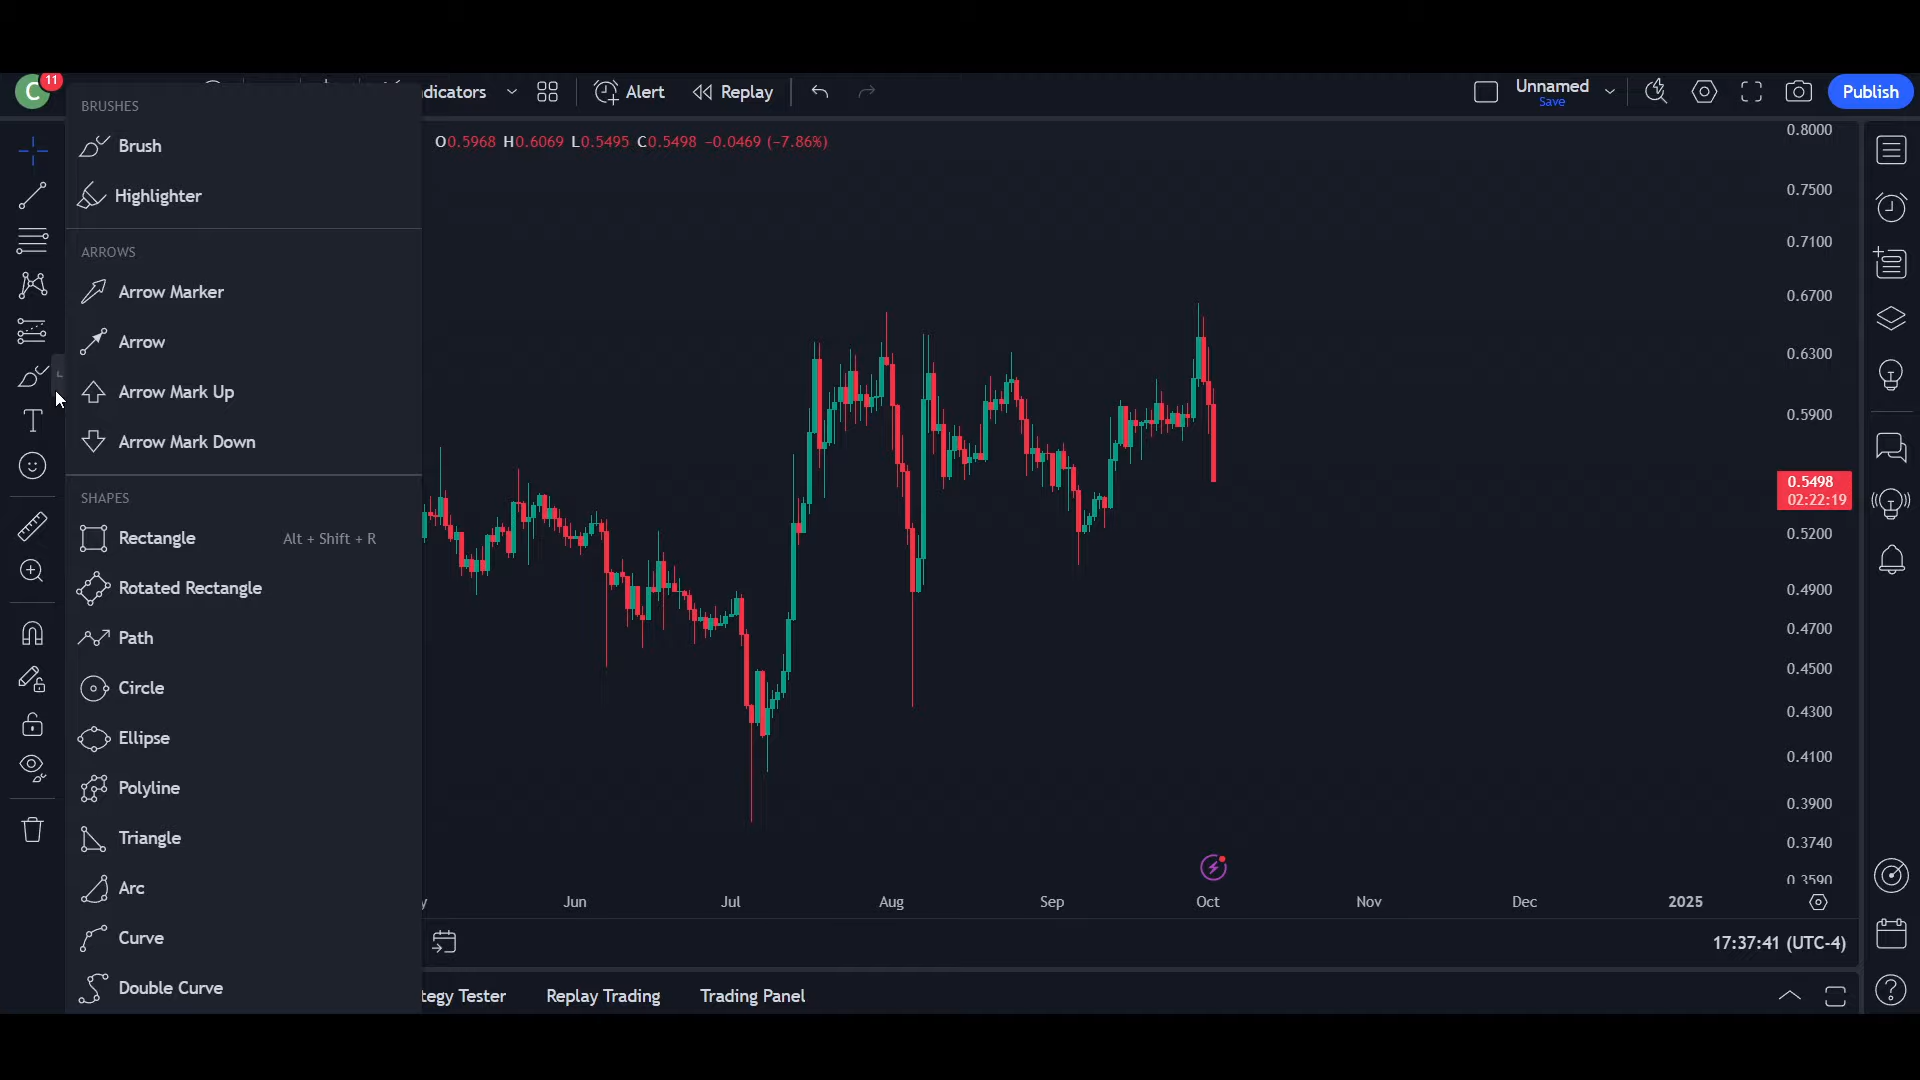 C
11
dicators
Alert
Replay
Unnamed
Save
Publish
BRUSHES
Brush
Highlighter
ARROWS
Arrow Marker
Arrow
Arrow Mark Up
Arrow Mark Down
SHAPES
Rectangle Alt + Shift + R
Rotated Rectangle
Path
Circle
Ellipse
Polyline
Triangle
Arc
Curve
Double Curve
O0.5968 H0.6069 L0.5495 C0.5498 −0.0469 (−7.86%)
0.8000
0.7500
0.7100
0.6700
0.6300
0.5900
0.5498
02:22:19
0.5200
0.4900
0.4700
0.4500
0.4300
0.4100
0.3900
0.3740
0.3590
y Jun Jul Aug Sep Oct Nov Dec 2025
17:37:41 (UTC-4)
tegy Tester Replay Trading Trading Panel